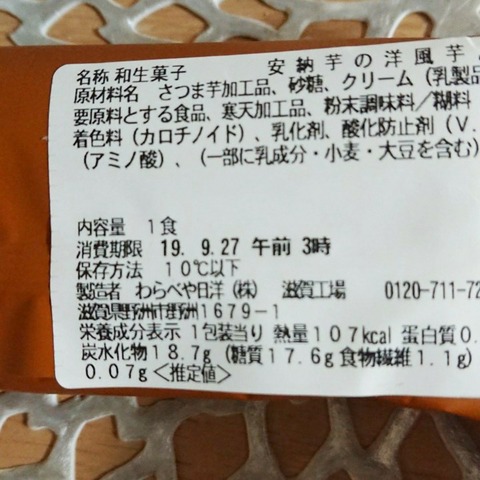 名称 和生菓子 安納芋の洋風芋
原材料名 さつま芋加工品、砂糖、クリーム（乳製品
要原料とする食品、寒天加工品、粉末調味料／糊料
着色料（カロチノイド）、乳化剤、酸化防止剤（V.
（アミノ酸）、（一部に乳成分・小麦・大豆を含む）
内容量 1食
消費期限 19. 9.27 午前 3時
保存方法 10℃以下
製造者 わらべや日洋（株） 滋賀工場 0120-711-72
滋賀県野洲市野洲1679-1
栄養成分表示 1包装当り 熱量107kcal 蛋白質0.
炭水化物18.7g（糖質17.6g食物繊維1.1g）
0.07g＜推定値＞